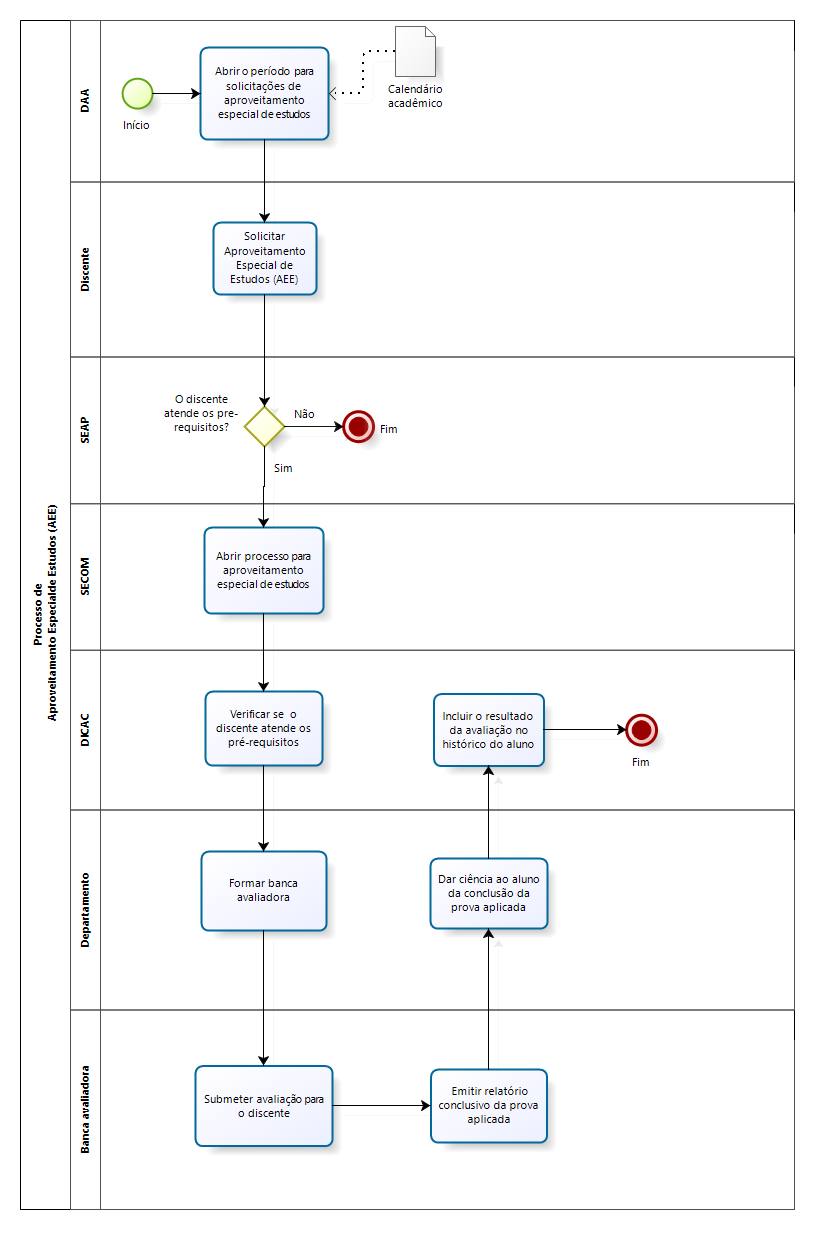 Processo de
Aproveitamento Especialde Estudos (AEE)
DAA
Início
Abrir o período para
solicitações de
aproveitamento
especial de estudos
Calendário
acadêmico
Discente
Solicitar
Aproveitamento
Especial de
Estudos (AEE)
SEAP
O discente
atende os pre-
requisitos?
Não
Fim
Sim
SECOM
Abrir processo para
aproveitamento
especial de estudos
DICAC
Verificar se o
discente atende os
pré-requisitos
Incluir o resultado
da avaliação no
histórico do aluno
Fim
Departamento
Formar banca
avaliadora
Dar ciência ao aluno
da conclusão da
prova aplicada
Banca avaliadora
Submeter avaliação para
o discente
Emitir relatório
conclusivo da prova
aplicada